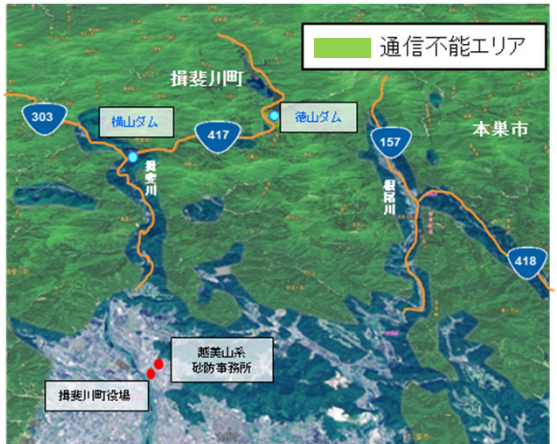 通信不能エリア
揖斐川町
303
横山ダム
417
徳山ダム
本巣市
157
揖斐川
根尾川
418
越美山系
砂防事務所
揖斐川町役場